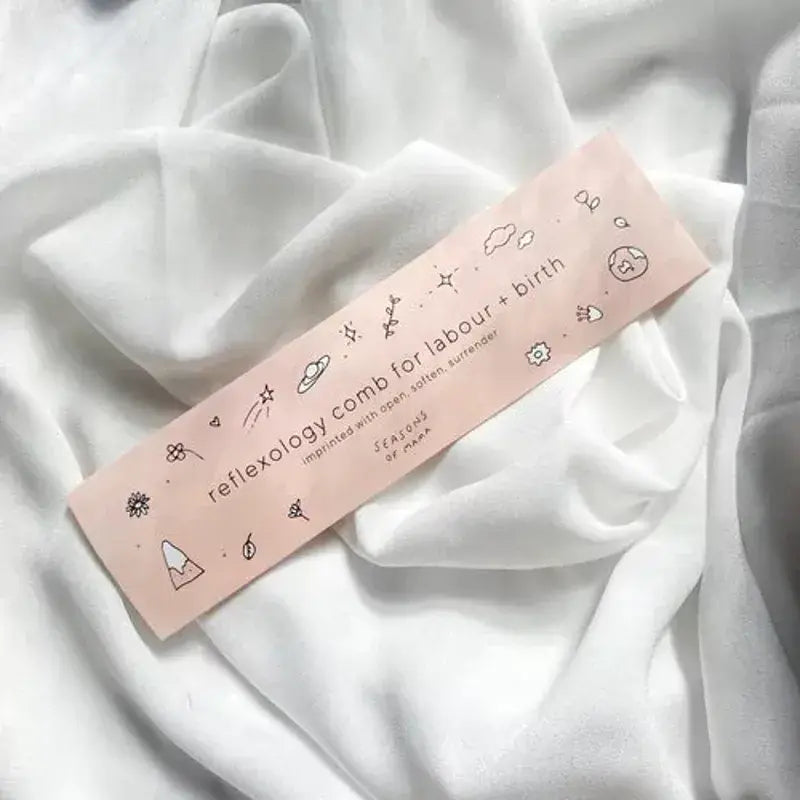 reflexology comb for labour + birth
imprinted with open, soften, surrender
SEASONS
OF MAMA